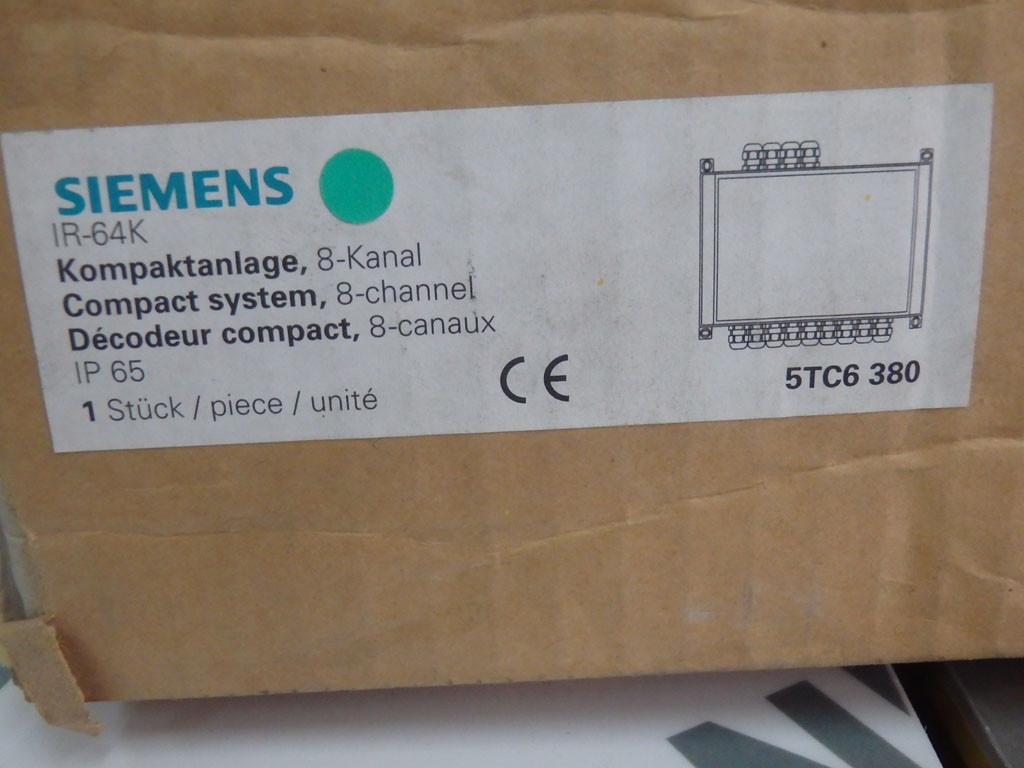 SIEMENS
IR-64K
Kompaktanlage, 8-Kanal
Compact system, 8-channel
Décodeur compact, 8-canaux
IP 65
1 Stück / piece / unité
CE
5TC6 380